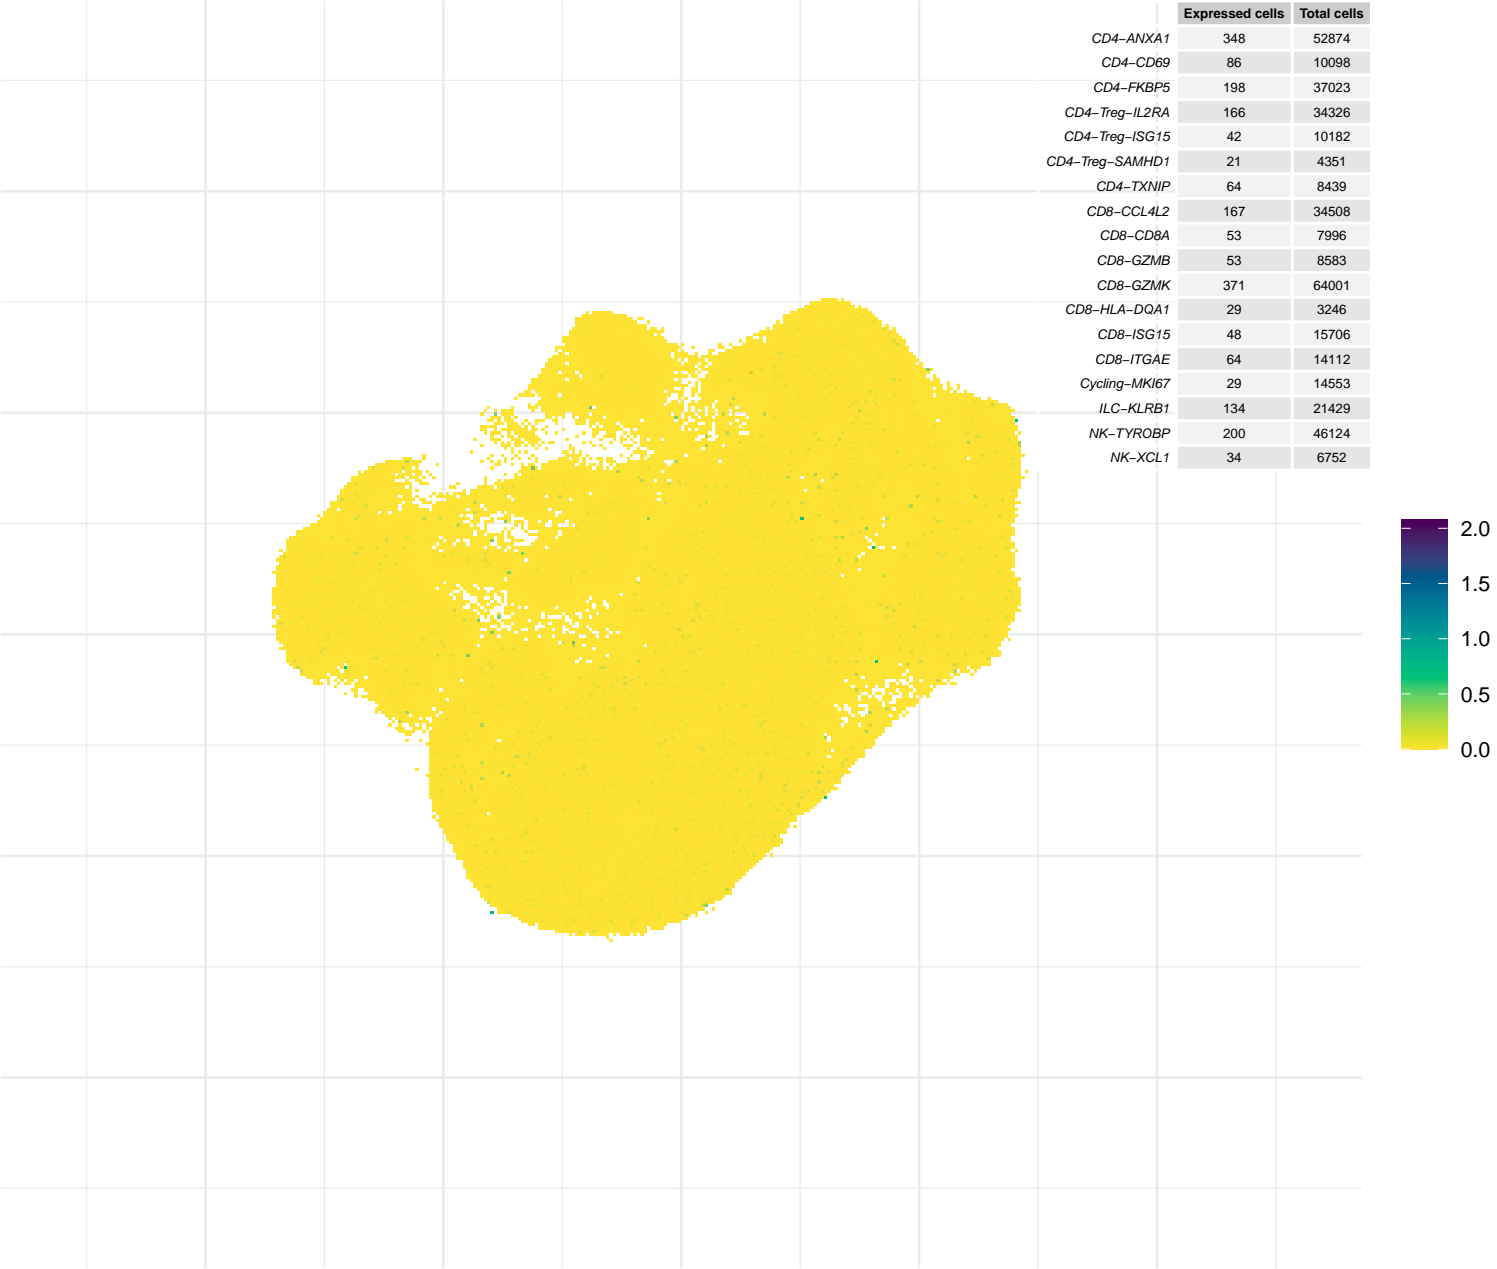 Expressed cells Total cells
CD4−ANXA1 348 52874
CD4−CD69 86 10098
CD4−FKBP5 198 37023
CD4−Treg−IL2RA 166 34326
CD4−Treg−ISG15 42 10182
CD4−Treg−SAMHD1 21 4351
CD4−TXNIP 64 8439
CD8−CCL4L2 167 34508
CD8−CD8A 53 7996
CD8−GZMB 53 8583
CD8−GZMK 371 64001
CD8−HLA−DQA1 29 3246
CD8−ISG15 48 15706
CD8−ITGAE 64 14112
Cycling−MKI67 29 14553
ILC−KLRB1 134 21429
NK−TYROBP 200 46124
NK−XCL1 34 6752
2.0
1.5
1.0
0.5
0.0